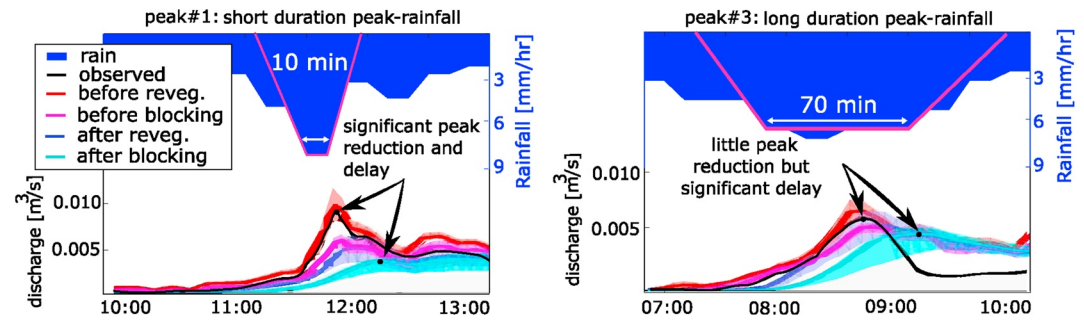 peak#1: short duration peak-rainfall
rain
observed
before reveg.
before blocking
after reveg.
after blocking
10 min
significant peak
reduction and
delay
3
6
9
Rainfall [mm/hr]
discharge [m³/s]
0.010
0.005
10:00
11:00
12:00
13:00
peak#3: long duration peak-rainfall
70 min
little peak
reduction but
significant delay
3
6
9
Rainfall [mm/hr]
discharge [m³/s]
0.010
0.005
07:00
08:00
09:00
10:00